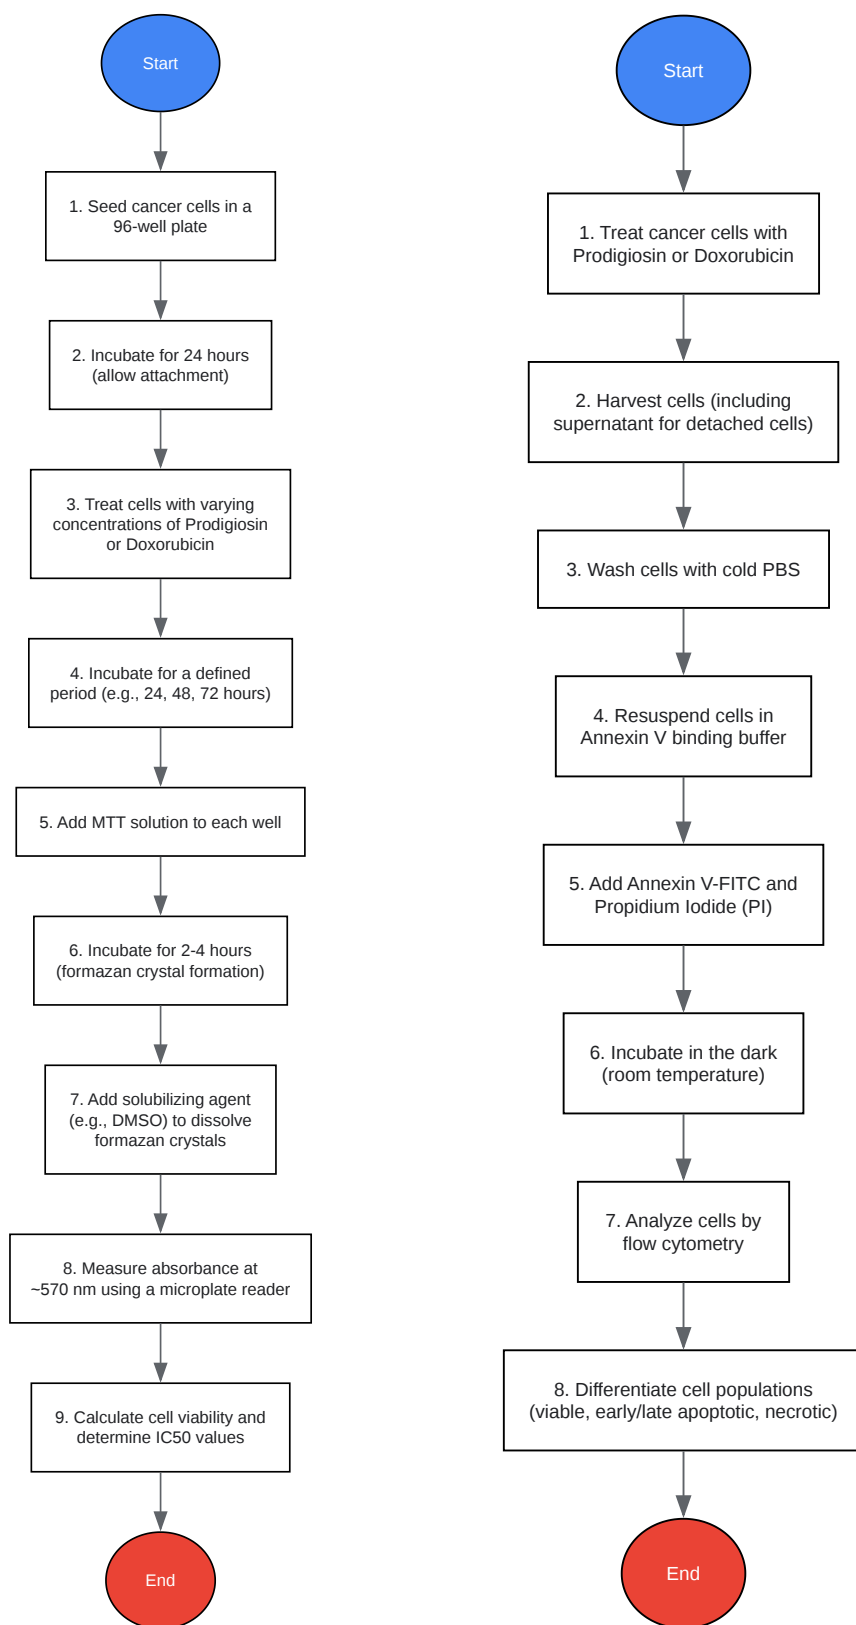 Start
1. Seed cancer cells in a
96-well plate
2. Incubate for 24 hours
(allow attachment)
3. Treat cells with varying
concentrations of Prodigiosin
or Doxorubicin
4. Incubate for a defined
period (e.g., 24, 48, 72 hours)
5. Add MTT solution to each well
6. Incubate for 2-4 hours
(formazan crystal formation)
7. Add solubilizing agent
(e.g., DMSO) to dissolve
formazan crystals
8. Measure absorbance at
~570 nm using a microplate reader
9. Calculate cell viability and
determine IC50 values
End
Start
1. Treat cancer cells with
Prodigiosin or Doxorubicin
2. Harvest cells (including
supernatant for detached cells)
3. Wash cells with cold PBS
4. Resuspend cells in
Annexin V binding buffer
5. Add Annexin V-FITC and
Propidium Iodide (PI)
6. Incubate in the dark
(room temperature)
7. Analyze cells by
flow cytometry
8. Differentiate cell populations
(viable, early/late apoptotic, necrotic)
End